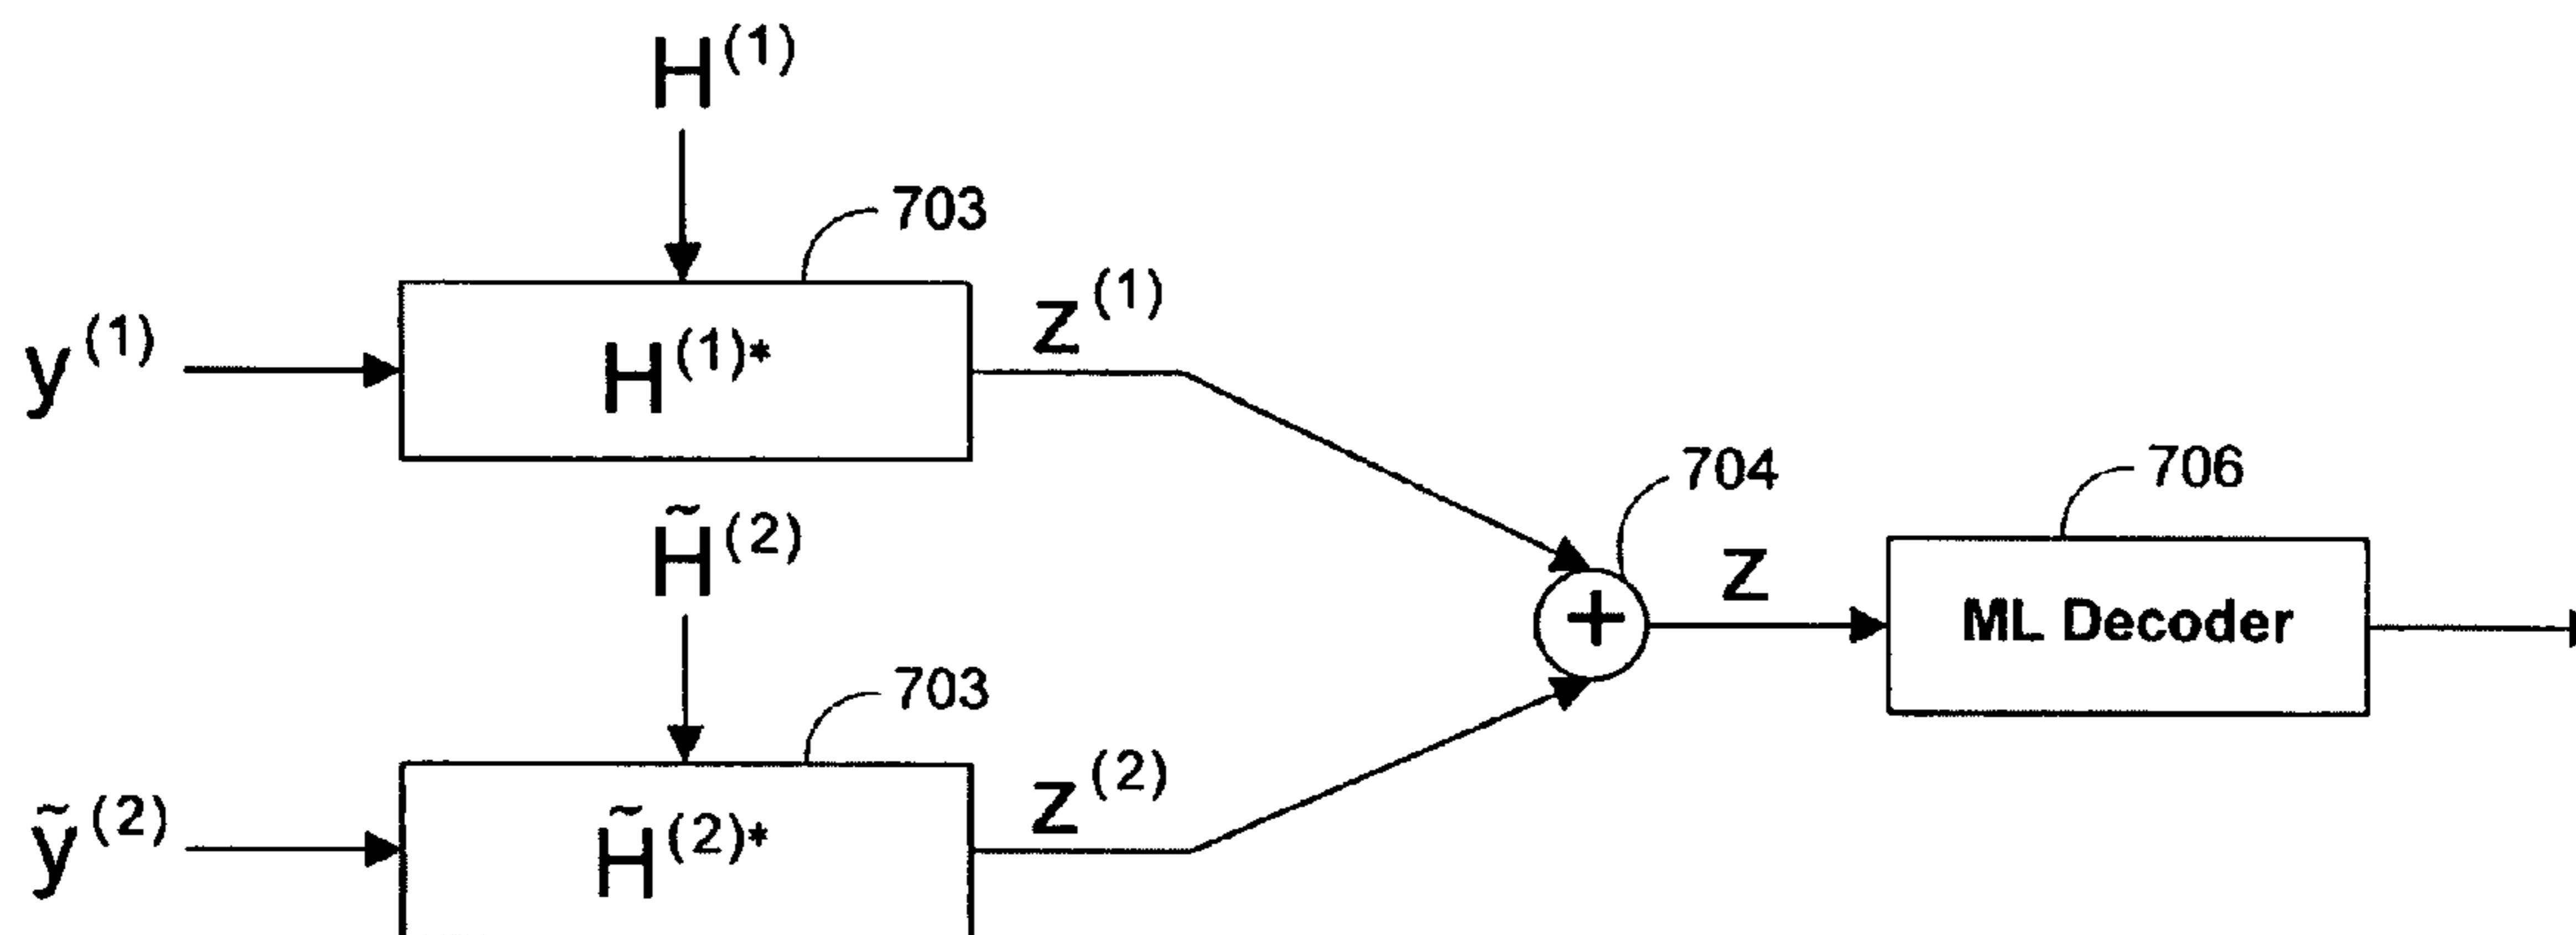 H^(1)
703
y^(1)
H^(1)*
z^(1)
704
706
H̃^(2)
z
ML Decoder
+
703
ỹ^(2)
H̃^(2)*
z^(2)